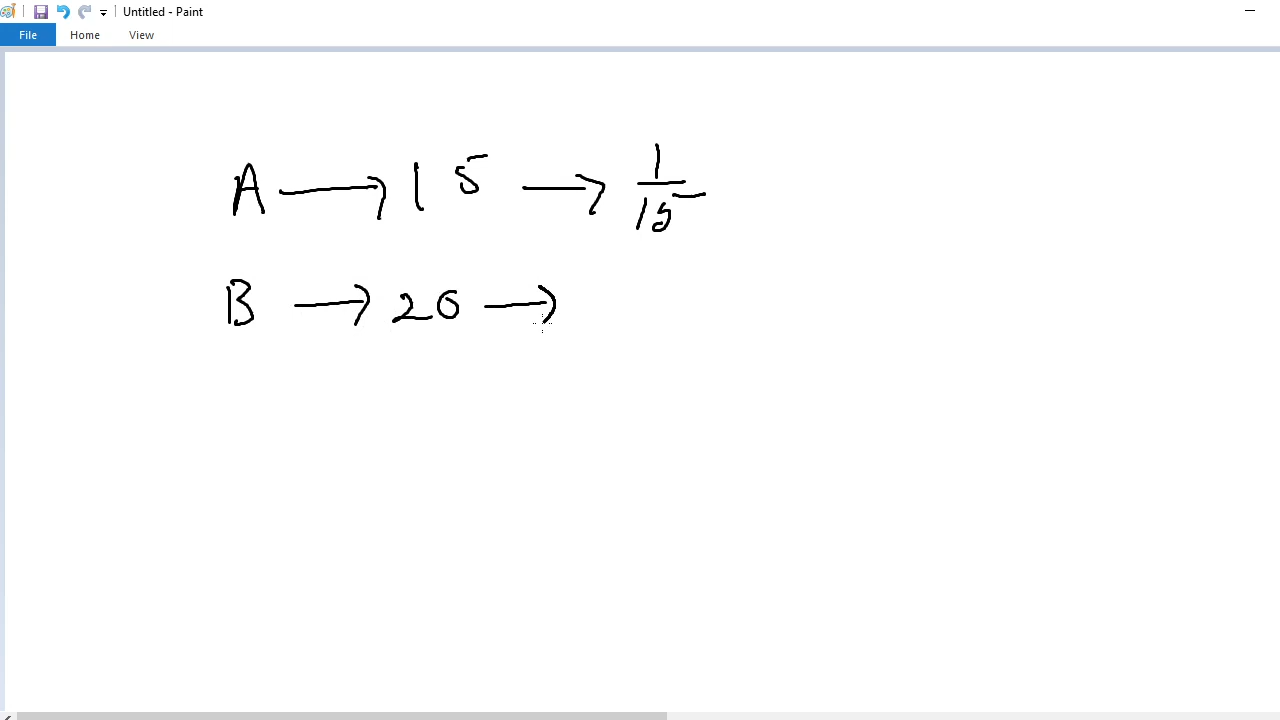 Untitled - Paint
File Home View
A → 15 → 1/15
B → 20 →